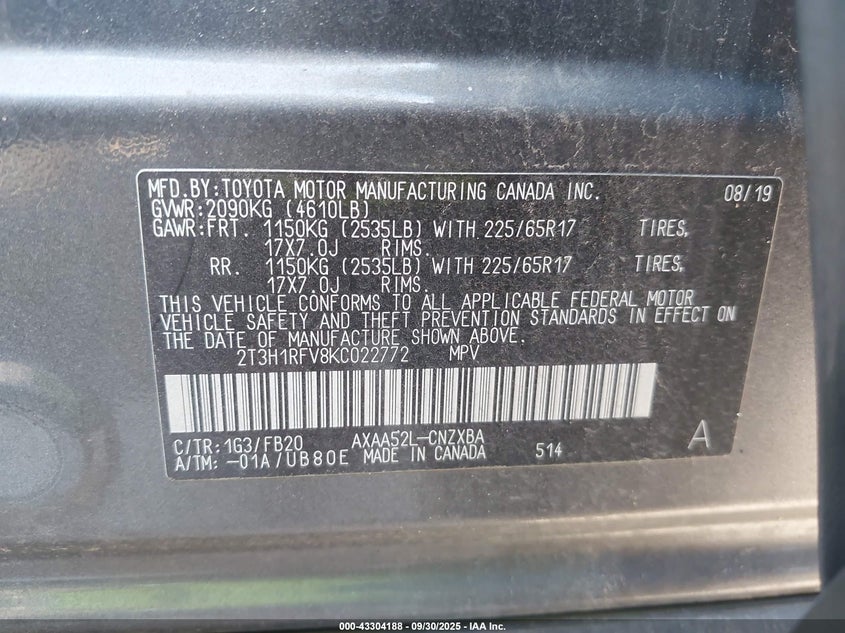 MFD.BY:TOYOTA MOTOR MANUFACTURING CANADA INC. 08/19
GVWR:2090KG (4610LB)
GAWR:FRT. 1150KG (2535LB) WITH 225/65R17 TIRES,
17X7.0J RIMS.
RR. 1150KG (2535LB) WITH 225/65R17 TIRES,
17X7.0J RIMS.
THIS VEHICLE CONFORMS TO ALL APPLICABLE FEDERAL MOTOR
VEHICLE SAFETY AND THEFT PREVENTION STANDARDS IN EFFECT ON
THE DATE OF MANUFACTURE SHOWN ABOVE.
2T3H1RFV8KC022772 MPV
C/TR:1G3/FB20 AXAA52L-CNZXBA A
A/TM:-01A/UB80E MADE IN CANADA 514
000-43304188 - 09/30/2025 - IAA Inc.